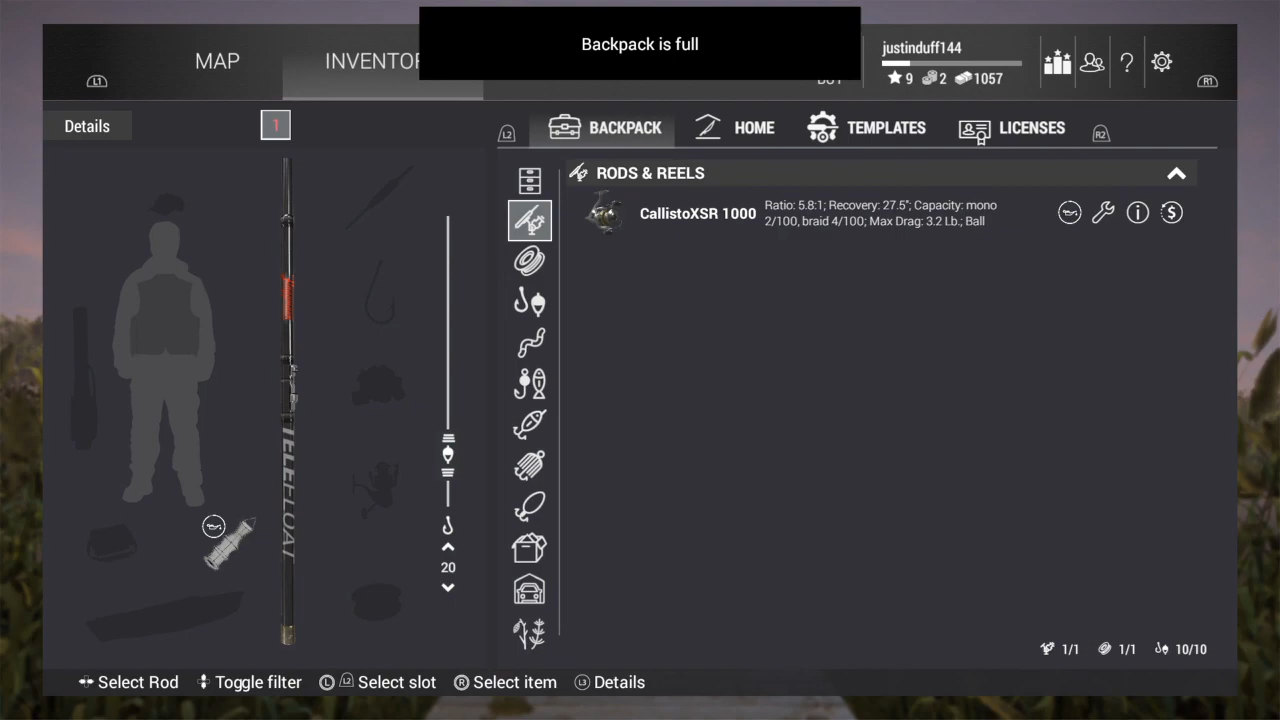 Backpack is full
MAP
INVENTO
justinduff144
9 2 1057
L1
R1
Details
1
L2
BACKPACK
HOME
TEMPLATES
LICENSES
R2
RODS & REELS
CallistoXSR 1000
Ratio: 5.8:1; Recovery: 27.5"; Capacity: mono
2/100, braid 4/100; Max Drag: 3.2 Lb.; Ball
TELEFLOAT
20
1/1 1/1 10/10
Select Rod
Toggle filter
L L2 Select slot
R Select item
L3 Details